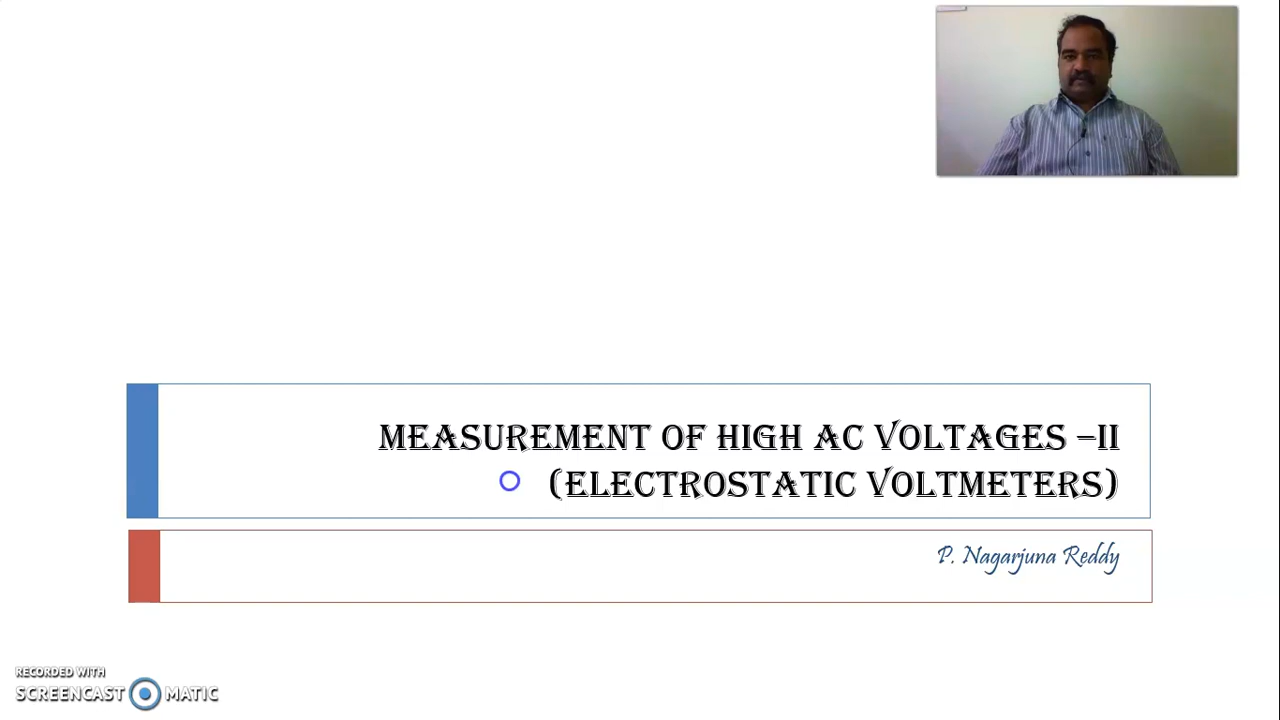 MEASUREMENT OF HIGH AC VOLTAGES –II
(ELECTROSTATIC VOLTMETERS)
P. Nagarjuna Reddy
RECORDED WITH
SCREENCAST MATIC